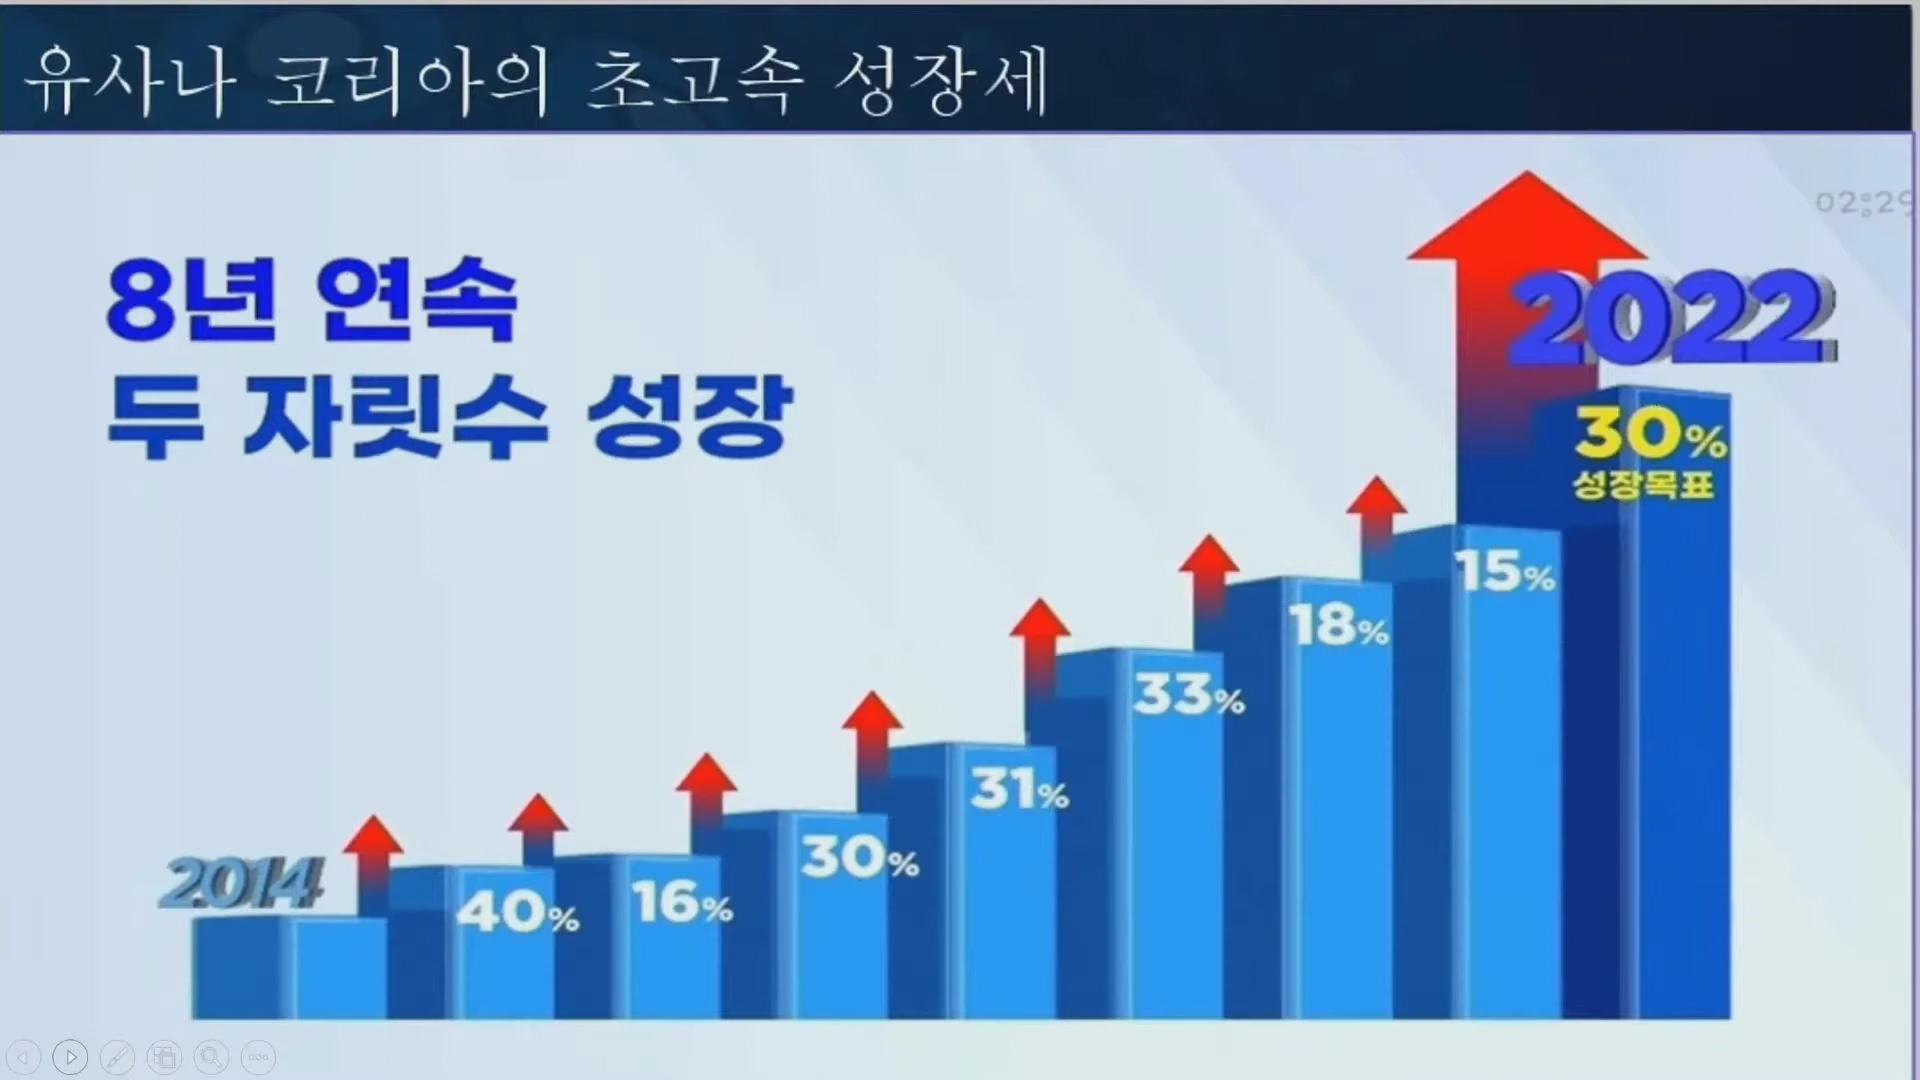 유사나 코리아의 초고속 성장세
02:29
8년 연속
두 자릿수 성장
2022
30%
성장목표
15%
18%
33%
31%
30%
16%
40%
2014